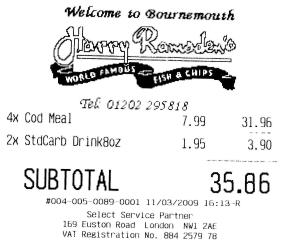 Welcome to Bournemouth
Harry Ramsden's
WORLD FAMOUS FISH & CHIPS
Tel: 01202 295818
4x Cod Meal 7.99 31.96
2x StdCarb Drink8oz 1.95 3.90
SUBTOTAL 35.86
#004-005-0089-0001 11/03/2009 16:13-R
Select Service Partner
169 Euston Road London NW1 2AE
VAT Registration No. 884 2579 78